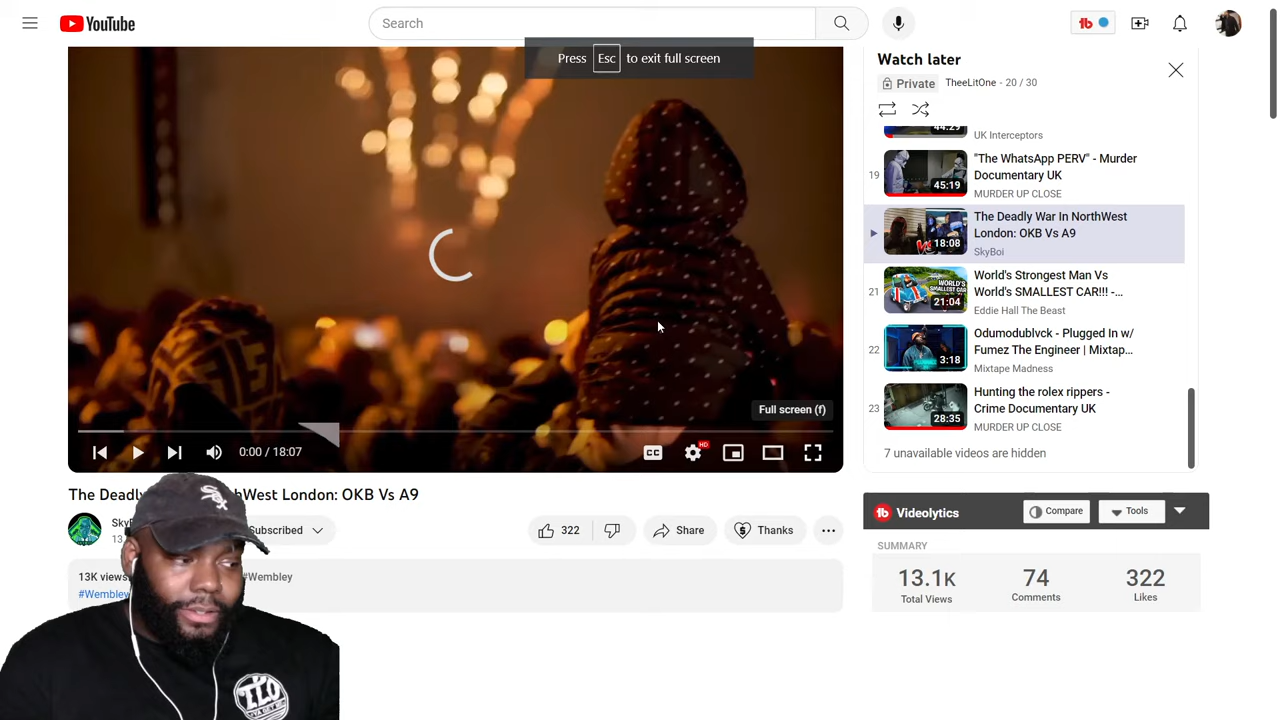 YouTube
Search
Press Esc to exit full screen
Full screen (f)
0:00 / 18:07
CC
HD
The Deadly
hWest London: OKB Vs A9
Subscribed
322
Share
Thanks
13K views
#Wembley
#Wembley
TLO
Watch later
Private
TheeLitOne - 20 / 30
44:29
UK Interceptors
19
45:19
"The WhatsApp PERV" - Murder
Documentary UK
MURDER UP CLOSE
18:08
The Deadly War In NorthWest
London: OKB Vs A9
SkyBoi
21
21:04
World's Strongest Man Vs
World's SMALLEST CAR!!! -...
Eddie Hall The Beast
22
3:18
Odumodublvck - Plugged In w/
Fumez The Engineer | Mixtap...
Mixtape Madness
23
28:35
Hunting the rolex rippers -
Crime Documentary UK
MURDER UP CLOSE
7 unavailable videos are hidden
tb Videolytics
Compare
Tools
SUMMARY
13.1K
74
322
Total Views
Comments
Likes